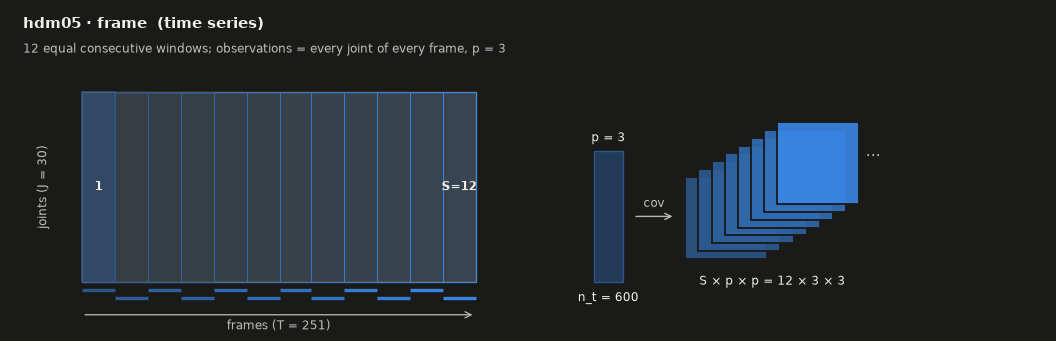 hdm05 · frame  (time series)
12 equal consecutive windows; observations = every joint of every frame, p = 3
joints (J = 30)
1
S=12
frames (T = 251)
p = 3
n_t = 600
cov
...
S × p × p = 12 × 3 × 3